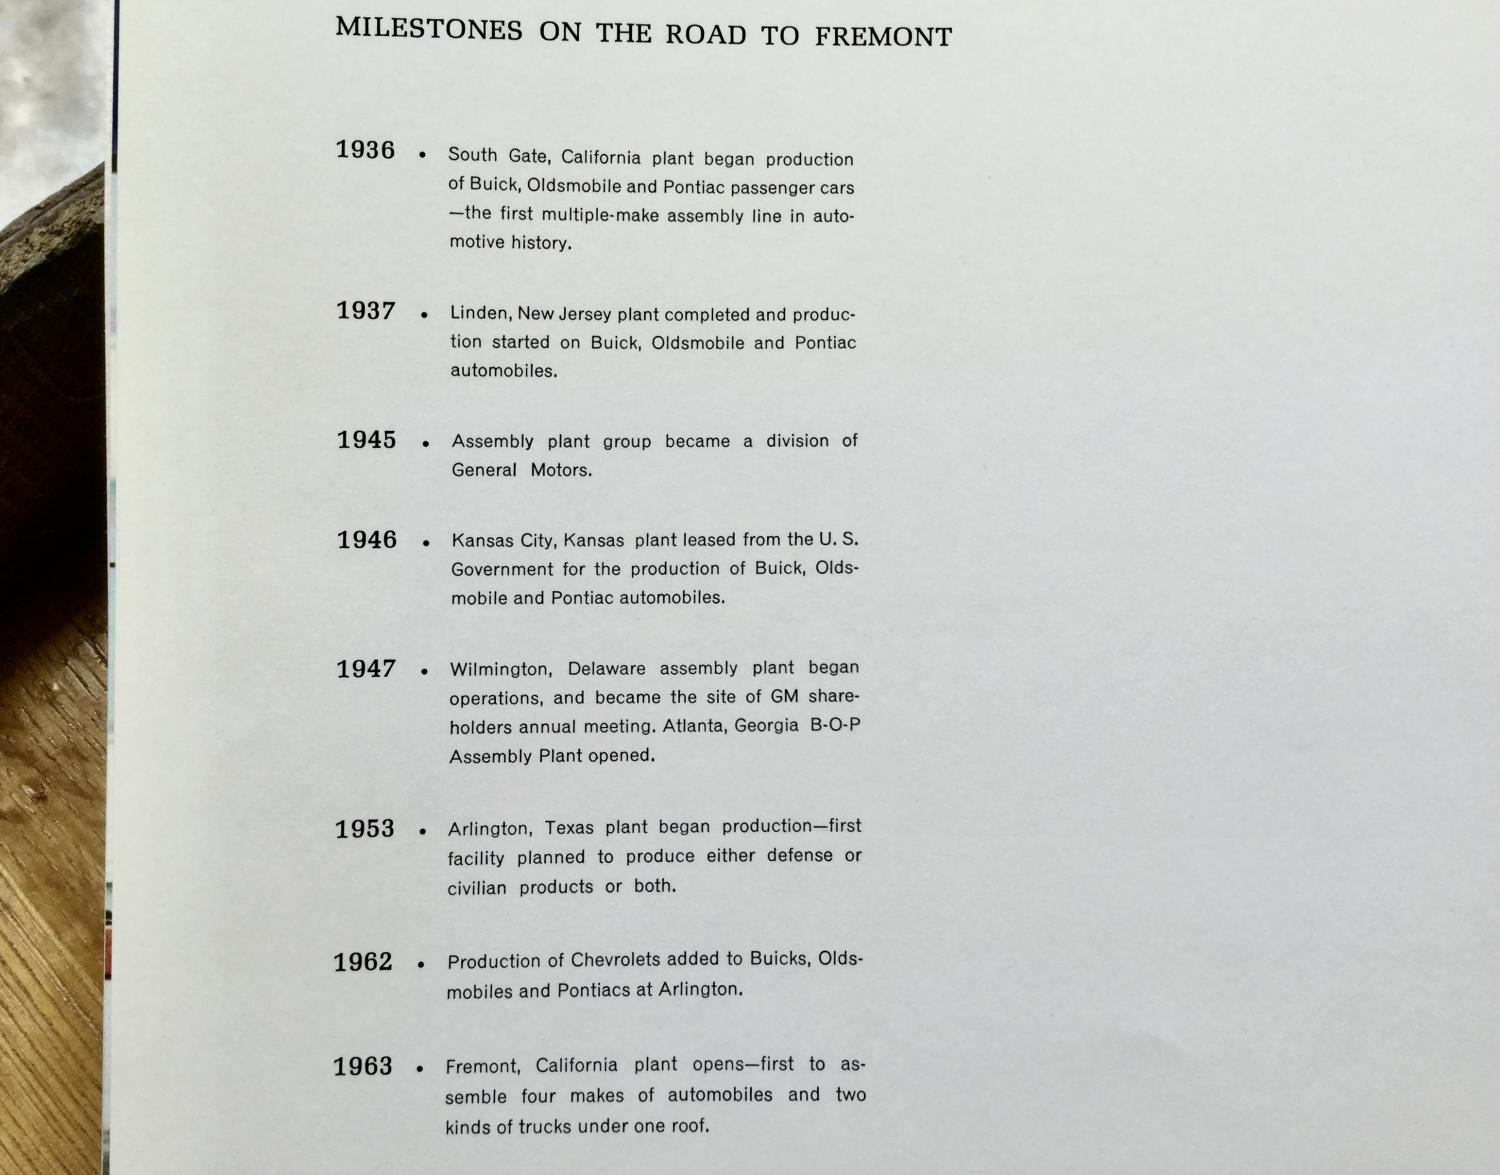 MILESTONES ON THE ROAD TO FREMONT
1936 • South Gate, California plant began production
of Buick, Oldsmobile and Pontiac passenger cars
—the first multiple-make assembly line in auto-
motive history.
1937 • Linden, New Jersey plant completed and produc-
tion started on Buick, Oldsmobile and Pontiac
automobiles.
1945 • Assembly plant group became a division of
General Motors.
1946 • Kansas City, Kansas plant leased from the U. S.
Government for the production of Buick, Olds-
mobile and Pontiac automobiles.
1947 • Wilmington, Delaware assembly plant began
operations, and became the site of GM share-
holders annual meeting. Atlanta, Georgia B-O-P
Assembly Plant opened.
1953 • Arlington, Texas plant began production—first
facility planned to produce either defense or
civilian products or both.
1962 • Production of Chevrolets added to Buicks, Olds-
mobiles and Pontiacs at Arlington.
1963 • Fremont, California plant opens—first to as-
semble four makes of automobiles and two
kinds of trucks under one roof.